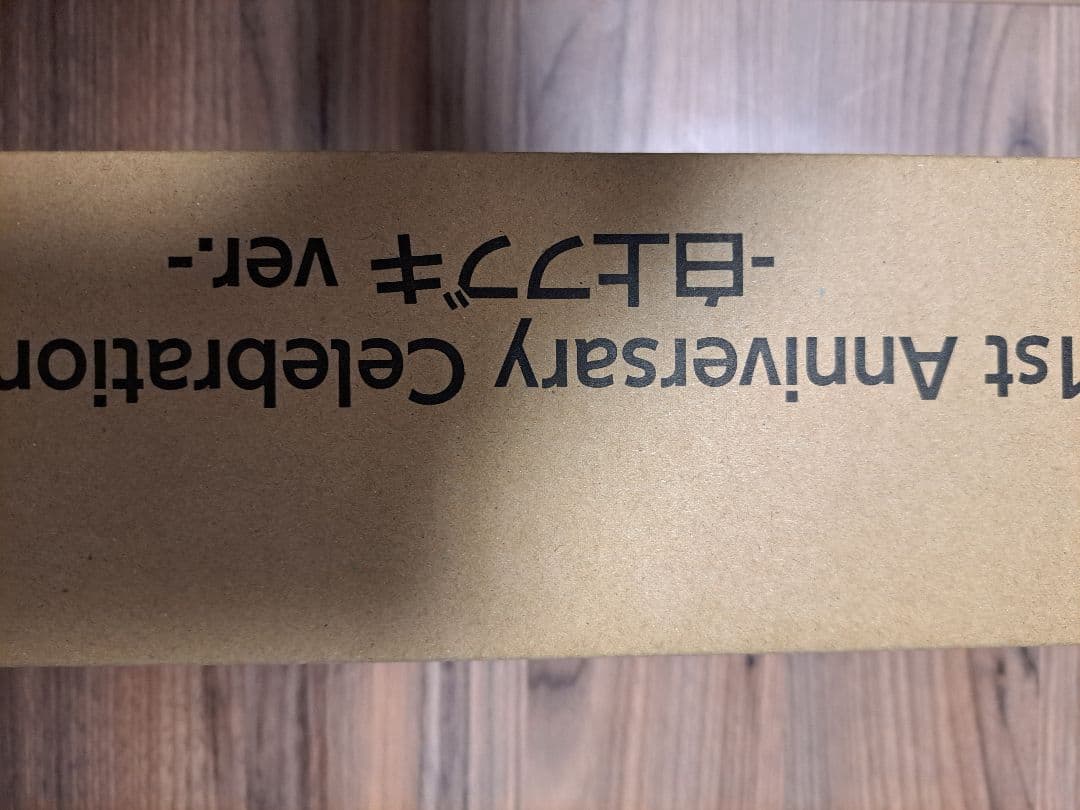 1st Anniversary Celebration
-白上フブキ ver.-